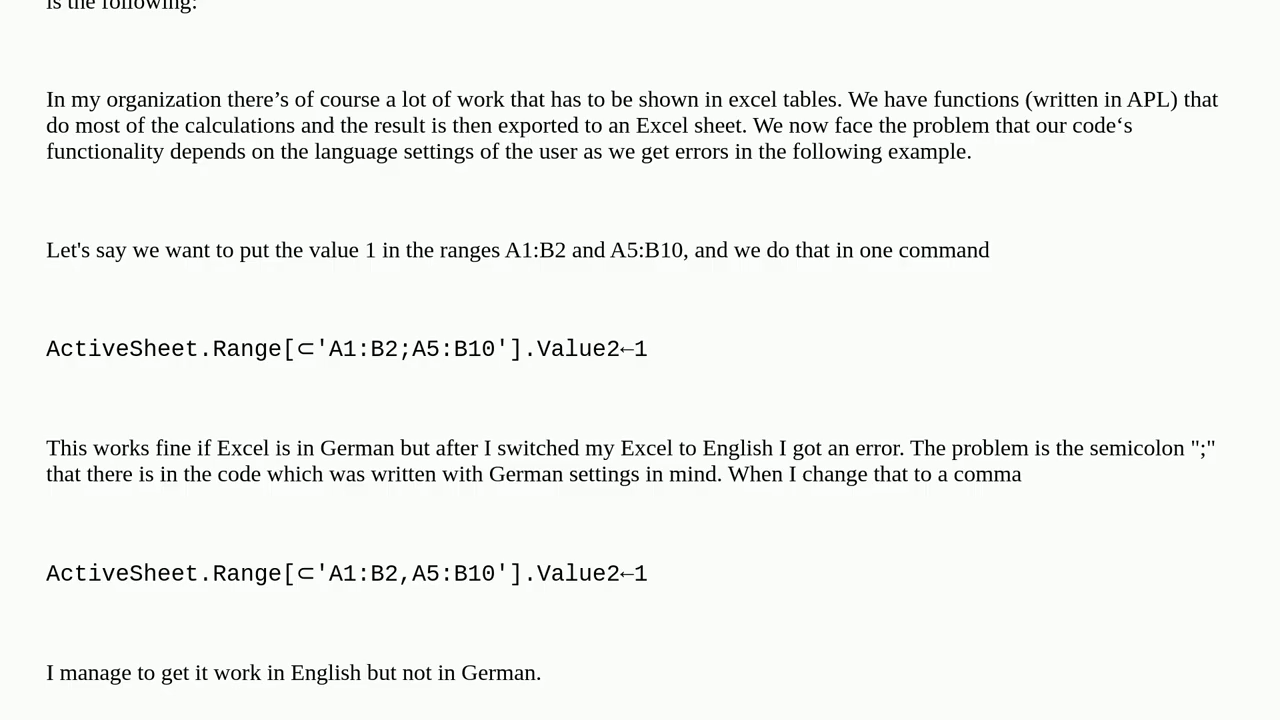 is the following:
In my organization there’s of course a lot of work that has to be shown in excel tables. We have functions (written in APL) that
do most of the calculations and the result is then exported to an Excel sheet. We now face the problem that our code‘s
functionality depends on the language settings of the user as we get errors in the following example.
Let's say we want to put the value 1 in the ranges A1:B2 and A5:B10, and we do that in one command
ActiveSheet.Range[⊂'A1:B2;A5:B10'].Value2←1
This works fine if Excel is in German but after I switched my Excel to English I got an error. The problem is the semicolon ";"
that there is in the code which was written with German settings in mind. When I change that to a comma
ActiveSheet.Range[⊂'A1:B2,A5:B10'].Value2←1
I manage to get it work in English but not in German.